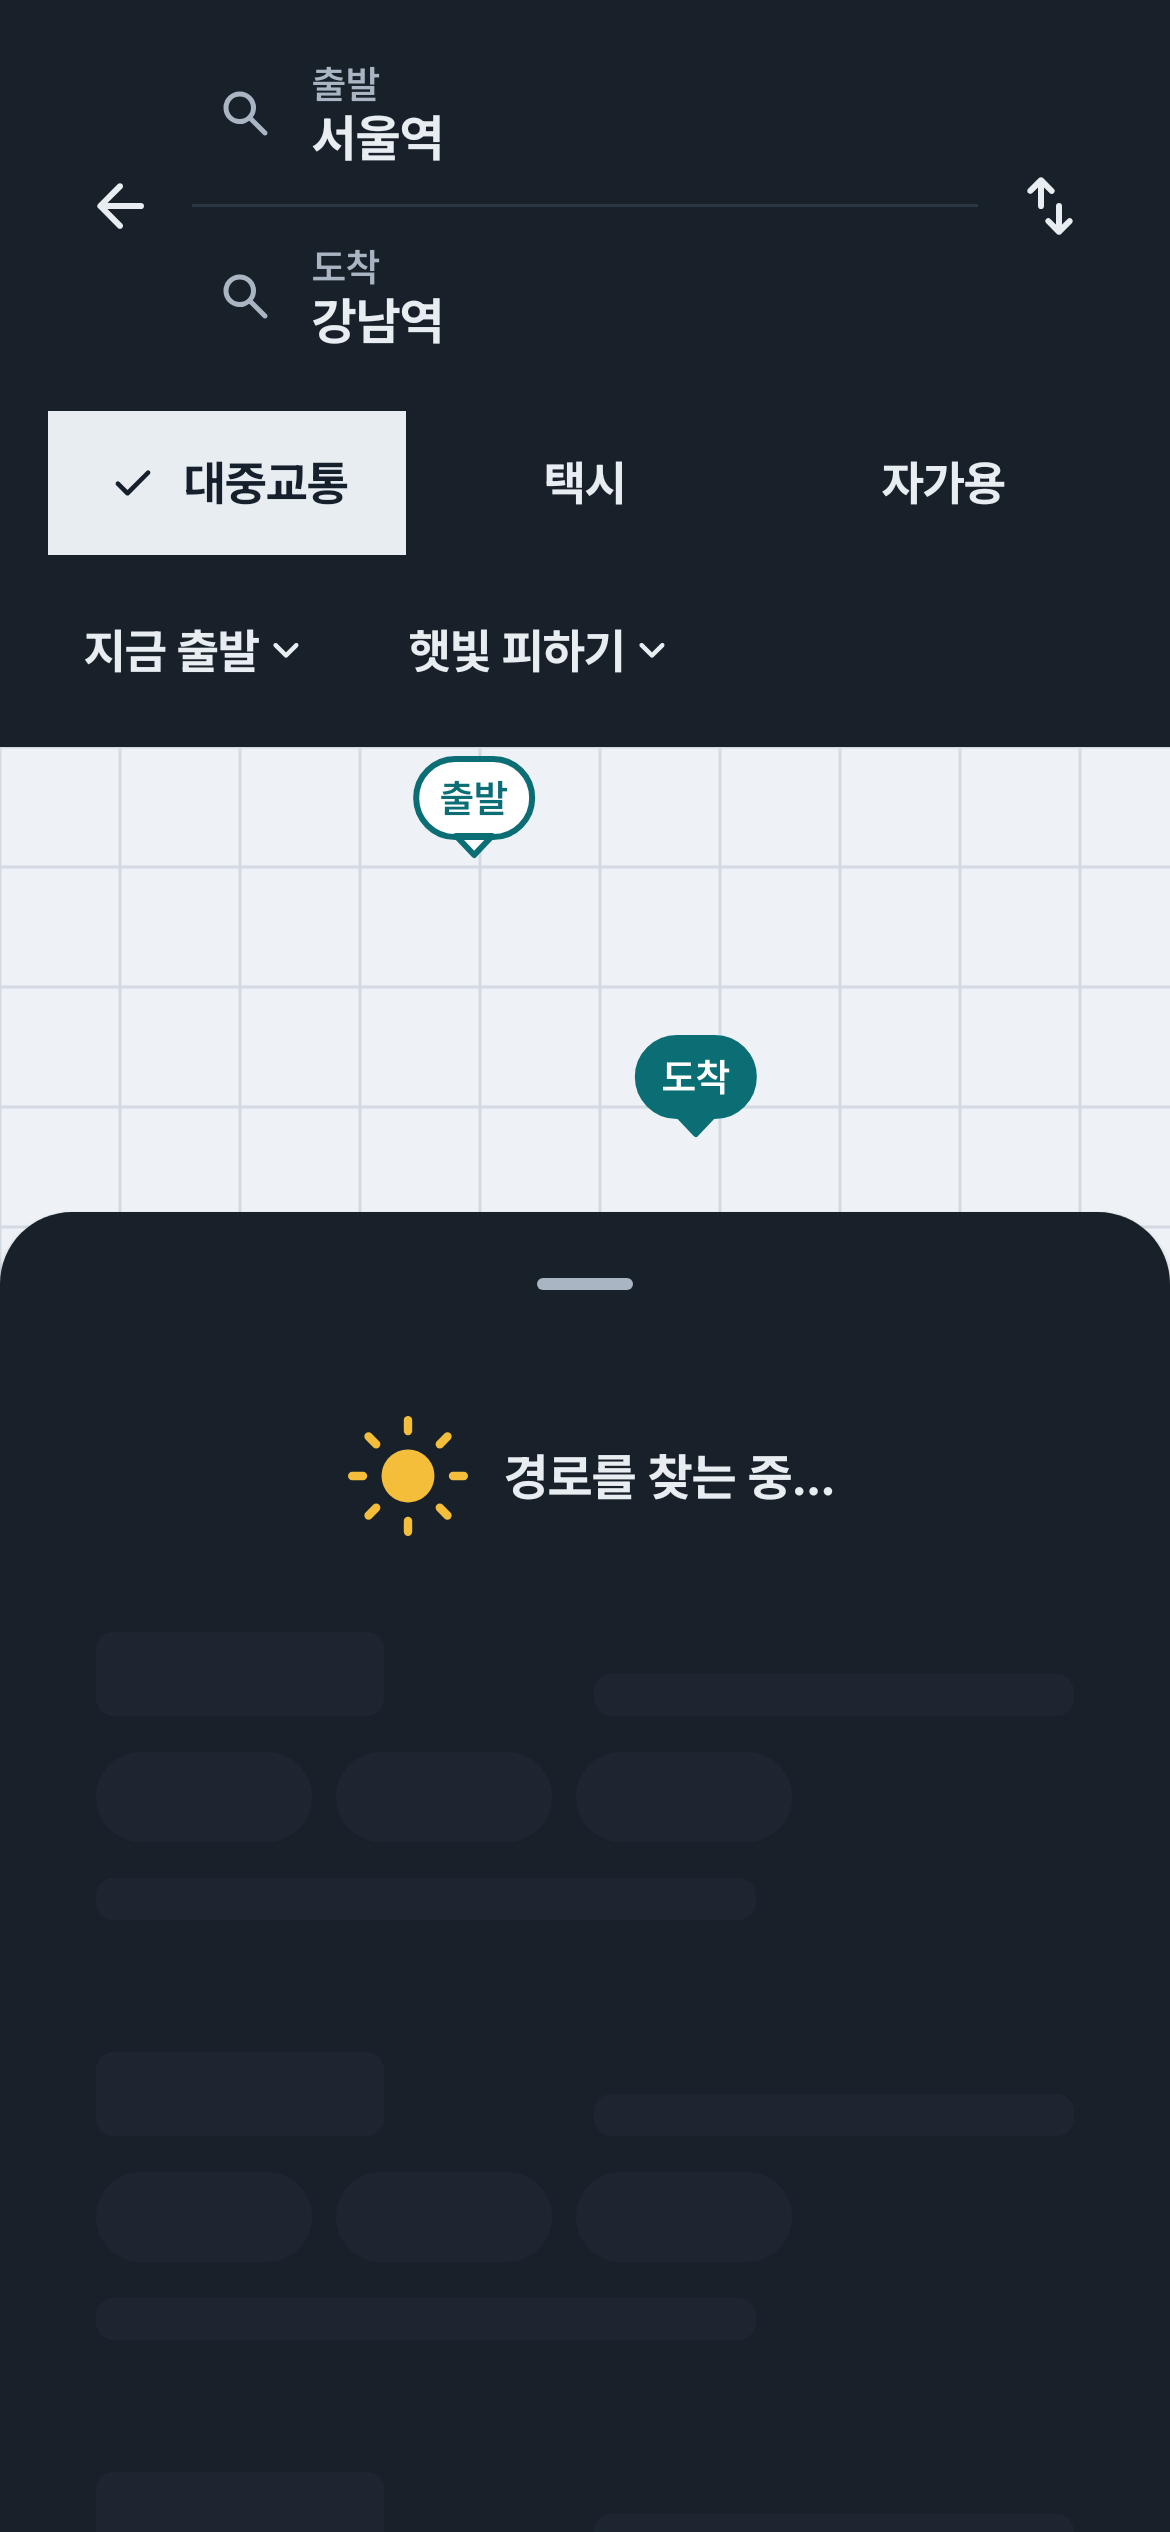 출발
서울역
도착
강남역
대중교통
택시
자가용
지금 출발
햇빛 피하기
출발
도착
경로를 찾는 중...